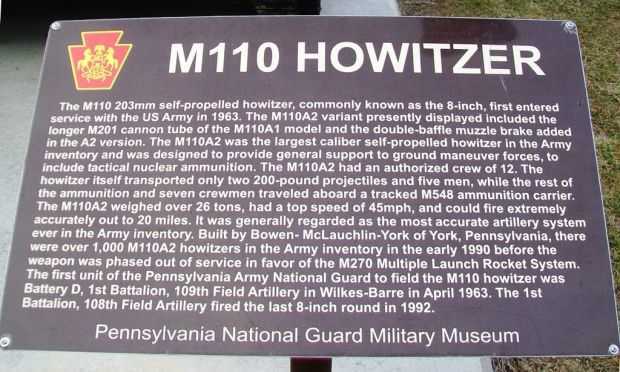 M110 HOWITZER
The M110 203mm self-propelled howitzer, commonly known as the 8-inch, first entered
service with the US Army in 1963. The M110A2 variant presently displayed included the
longer M201 cannon tube of the M110A1 model and the double-baffle muzzle brake added
in the A2 version. The M110A2 was the largest caliber self-propelled howitzer in the Army
inventory and was designed to provide general support to ground maneuver forces, to
include tactical nuclear ammunition. The M110A2 had an authorized crew of 12. The
howitzer itself transported only two 200-pound projectiles and five men, while the rest of
the ammunition and seven crewmen traveled aboard a tracked M548 ammunition carrier.
The M110A2 weighed over 26 tons, had a top speed of 45mph, and could fire extremely
accurately out to 20 miles. It was generally regarded as the most accurate artillery system
ever in the Army inventory. Built by Bowen- McLauchlin-York of York, Pennsylvania, there
were over 1,000 M110A2 howitzers in the Army inventory in the early 1990 before the
weapon was phased out of service in favor of the M270 Multiple Launch Rocket System.
The first unit of the Pennsylvania Army National Guard to field the M110 howitzer was
Battery D, 1st Battalion, 109th Field Artillery in Wilkes-Barre in April 1963. The 1st
Battalion, 108th Field Artillery fired the last 8-inch round in 1992.
Pennsylvania National Guard Military Museum